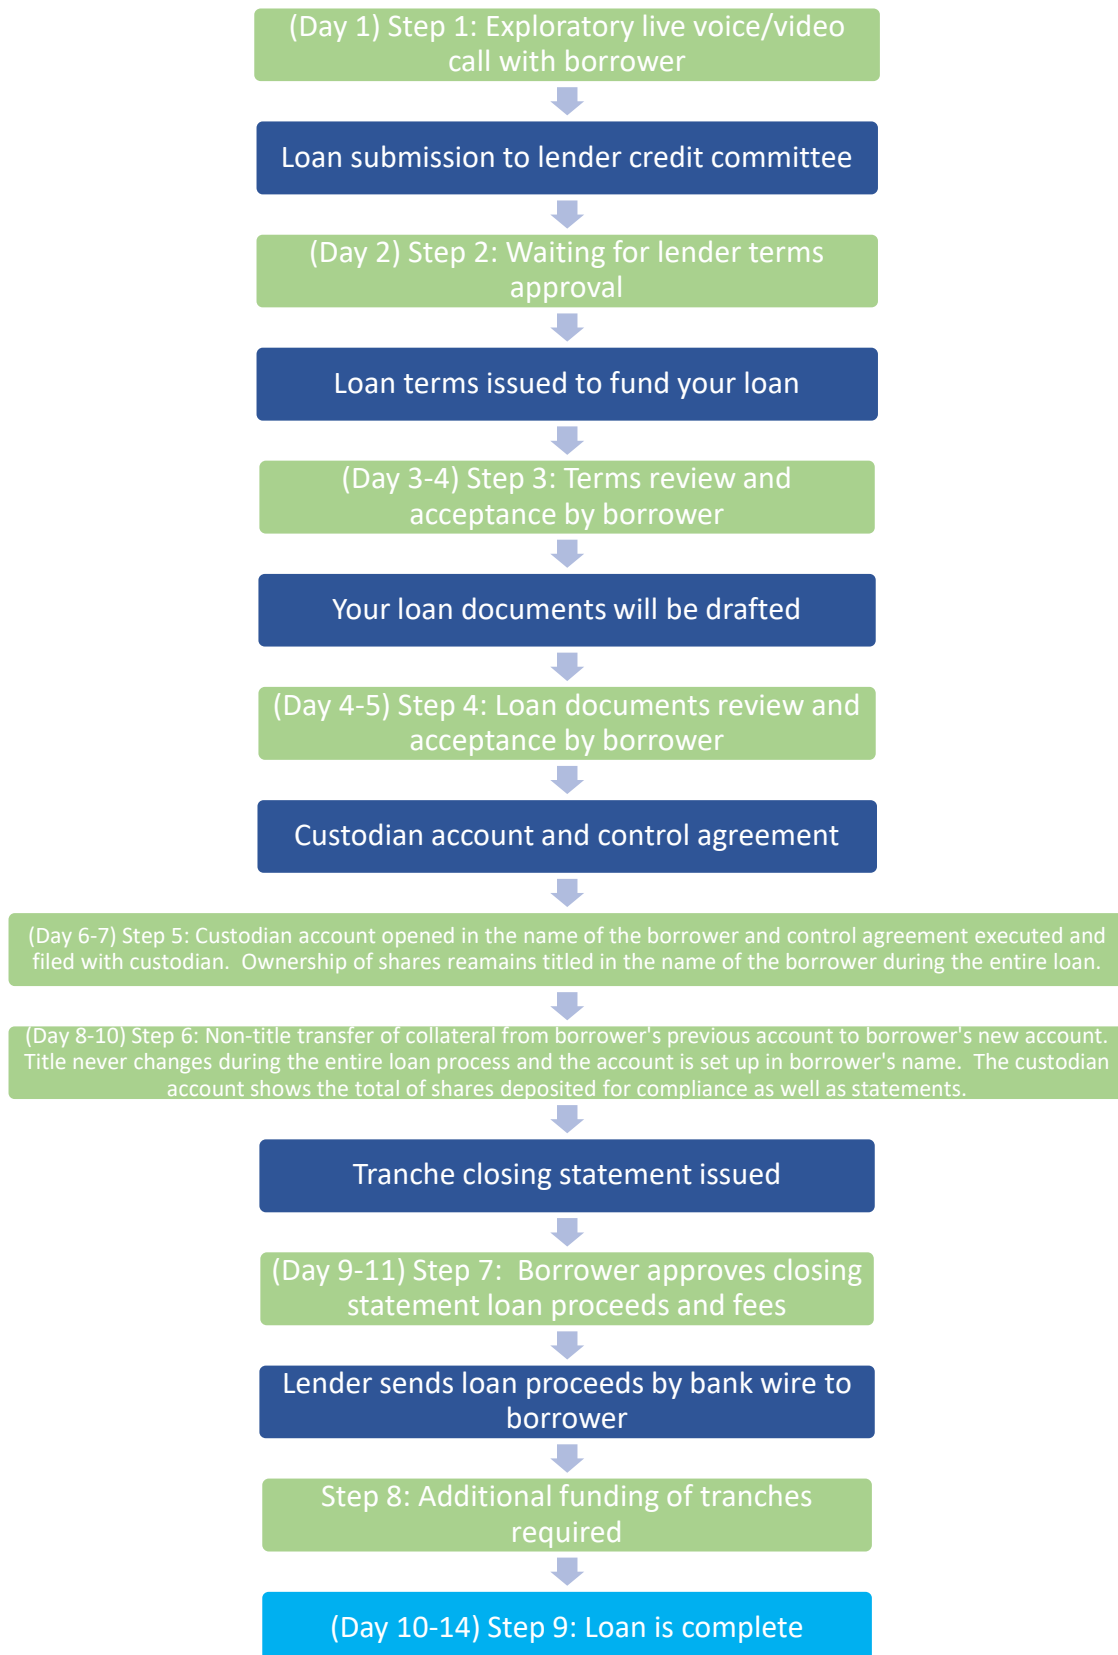 (Day 1) Step 1: Exploratory live voice/video
call with borrower
Loan submission to lender credit committee
(Day 2) Step 2: Waiting for lender terms
approval
Loan terms issued to fund your loan
(Day 3-4) Step 3: Terms review and
acceptance by borrower
Your loan documents will be drafted
(Day 4-5) Step 4: Loan documents review and
acceptance by borrower
Custodian account and control agreement
(Day 6-7) Step 5: Custodian account opened in the name of the borrower and control agreement executed and
filed with custodian.  Ownership of shares reamains titled in the name of the borrower during the entire loan.
(Day 8-10) Step 6: Non-title transfer of collateral from borrower's previous account to borrower's new account.
Title never changes during the entire loan process and the account is set up in borrower's name.  The custodian
account shows the total of shares deposited for compliance as well as statements.
Tranche closing statement issued
(Day 9-11) Step 7:  Borrower approves closing
statement loan proceeds and fees
Lender sends loan proceeds by bank wire to
borrower
Step 8: Additional funding of tranches
required
(Day 10-14) Step 9: Loan is complete